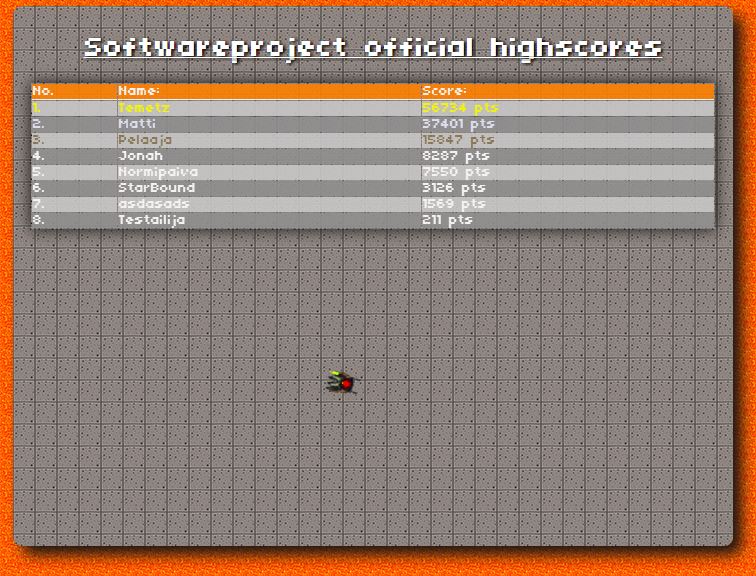 Softwareproject official highscores
No. Name: Score:
1. Temetz 56734 pts
2. Matti 37401 pts
3. Pelaaja 15847 pts
4. Jonah 8287 pts
5. Normipaiva 7550 pts
6. StarBound 3126 pts
7. asdasads 1569 pts
8. Testailija 211 pts